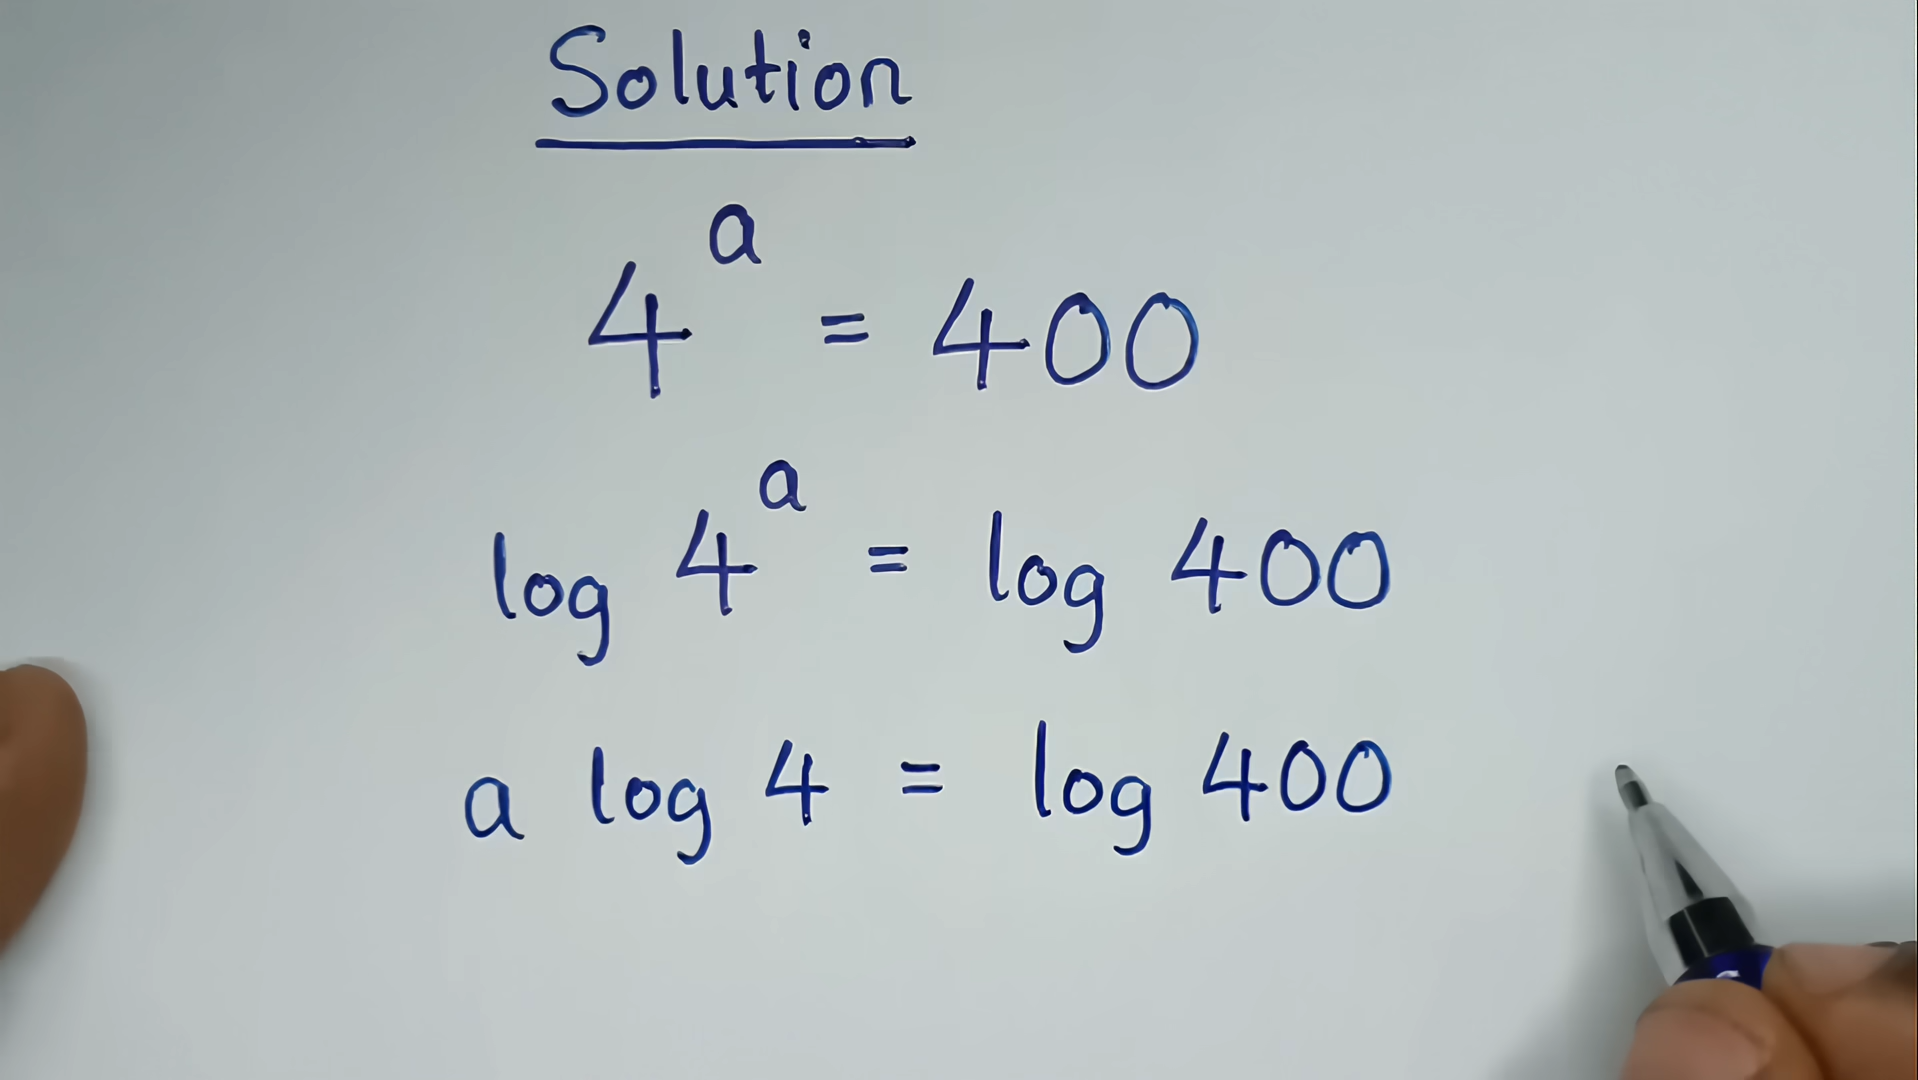 Solution
4^a = 400
log 4^a = log 400
a log 4 = log 400